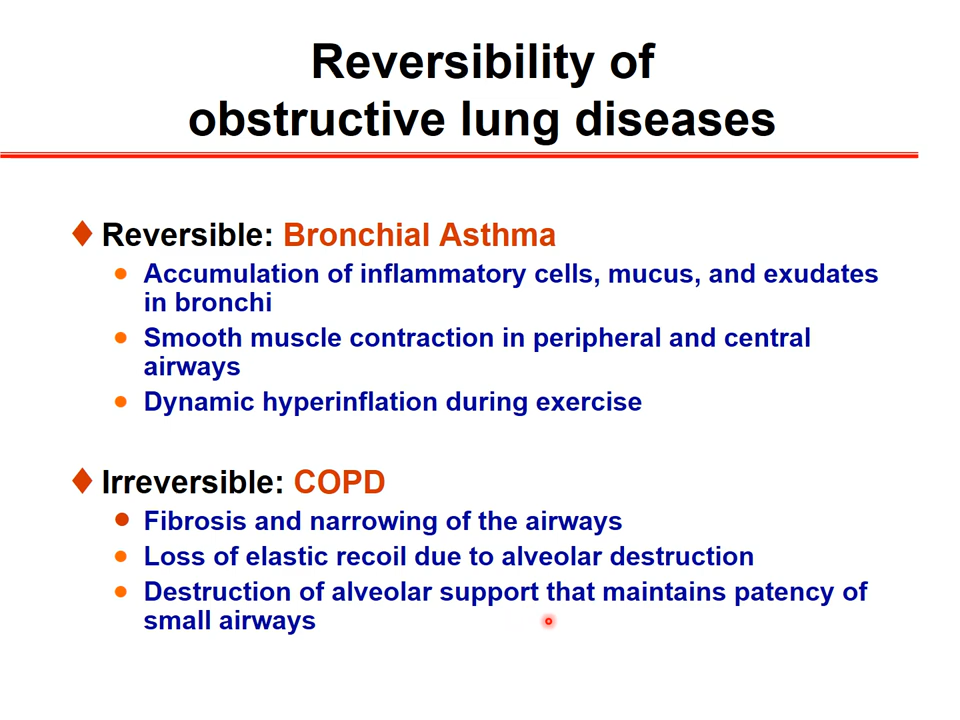 Reversibility of
obstructive lung diseases
Reversible: Bronchial Asthma
Accumulation of inflammatory cells, mucus, and exudates
in bronchi
Smooth muscle contraction in peripheral and central
airways
Dynamic hyperinflation during exercise
Irreversible: COPD
Fibrosis and narrowing of the airways
Loss of elastic recoil due to alveolar destruction
Destruction of alveolar support that maintains patency of
small airways